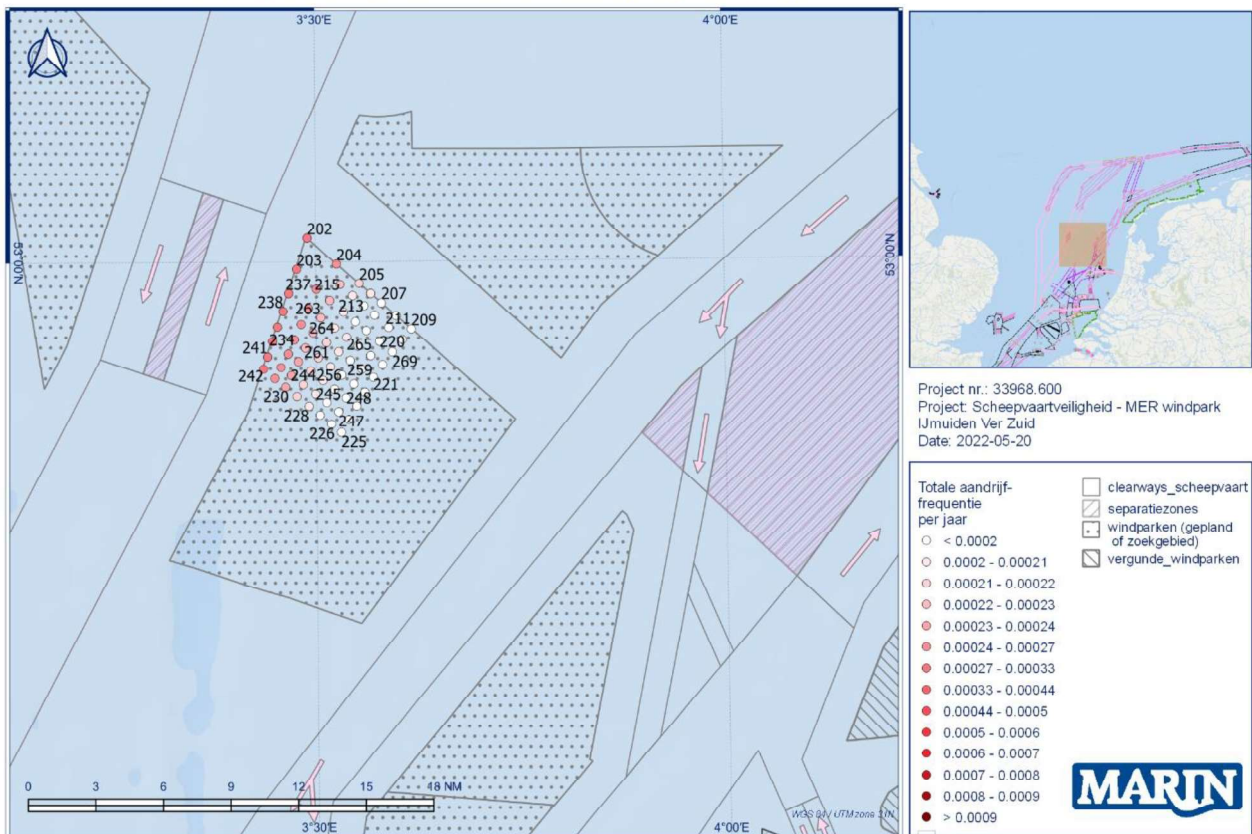 3°30'E
4°00'E
53°00'N
53°00'N
202
203
204
205
237
215
207
238
213
263
211
209
264
234
265
220
241
261
269
242
244
256
259
221
230
245
248
228
247
226
225
0
3
6
9
12
15
18 NM
3°30'E
4°00'E
Project nr.: 33968.600
Project: Scheepvaartveiligheid - MER windpark
IJmuiden Ver Zuid
Date: 2022-05-20
Totale aandrijf-
frequentie
per jaar
< 0.0002
0.0002 - 0.00021
0.00021 - 0.00022
0.00022 - 0.00023
0.00023 - 0.00024
0.00024 - 0.00027
0.00027 - 0.00033
0.00033 - 0.00044
0.00044 - 0.0005
0.0005 - 0.0006
0.0006 - 0.0007
0.0007 - 0.0008
0.0008 - 0.0009
> 0.0009
clearways_scheepvaart
separatiezones
windparken (gepland
of zoekgebied)
vergunde_windparken
MARIN